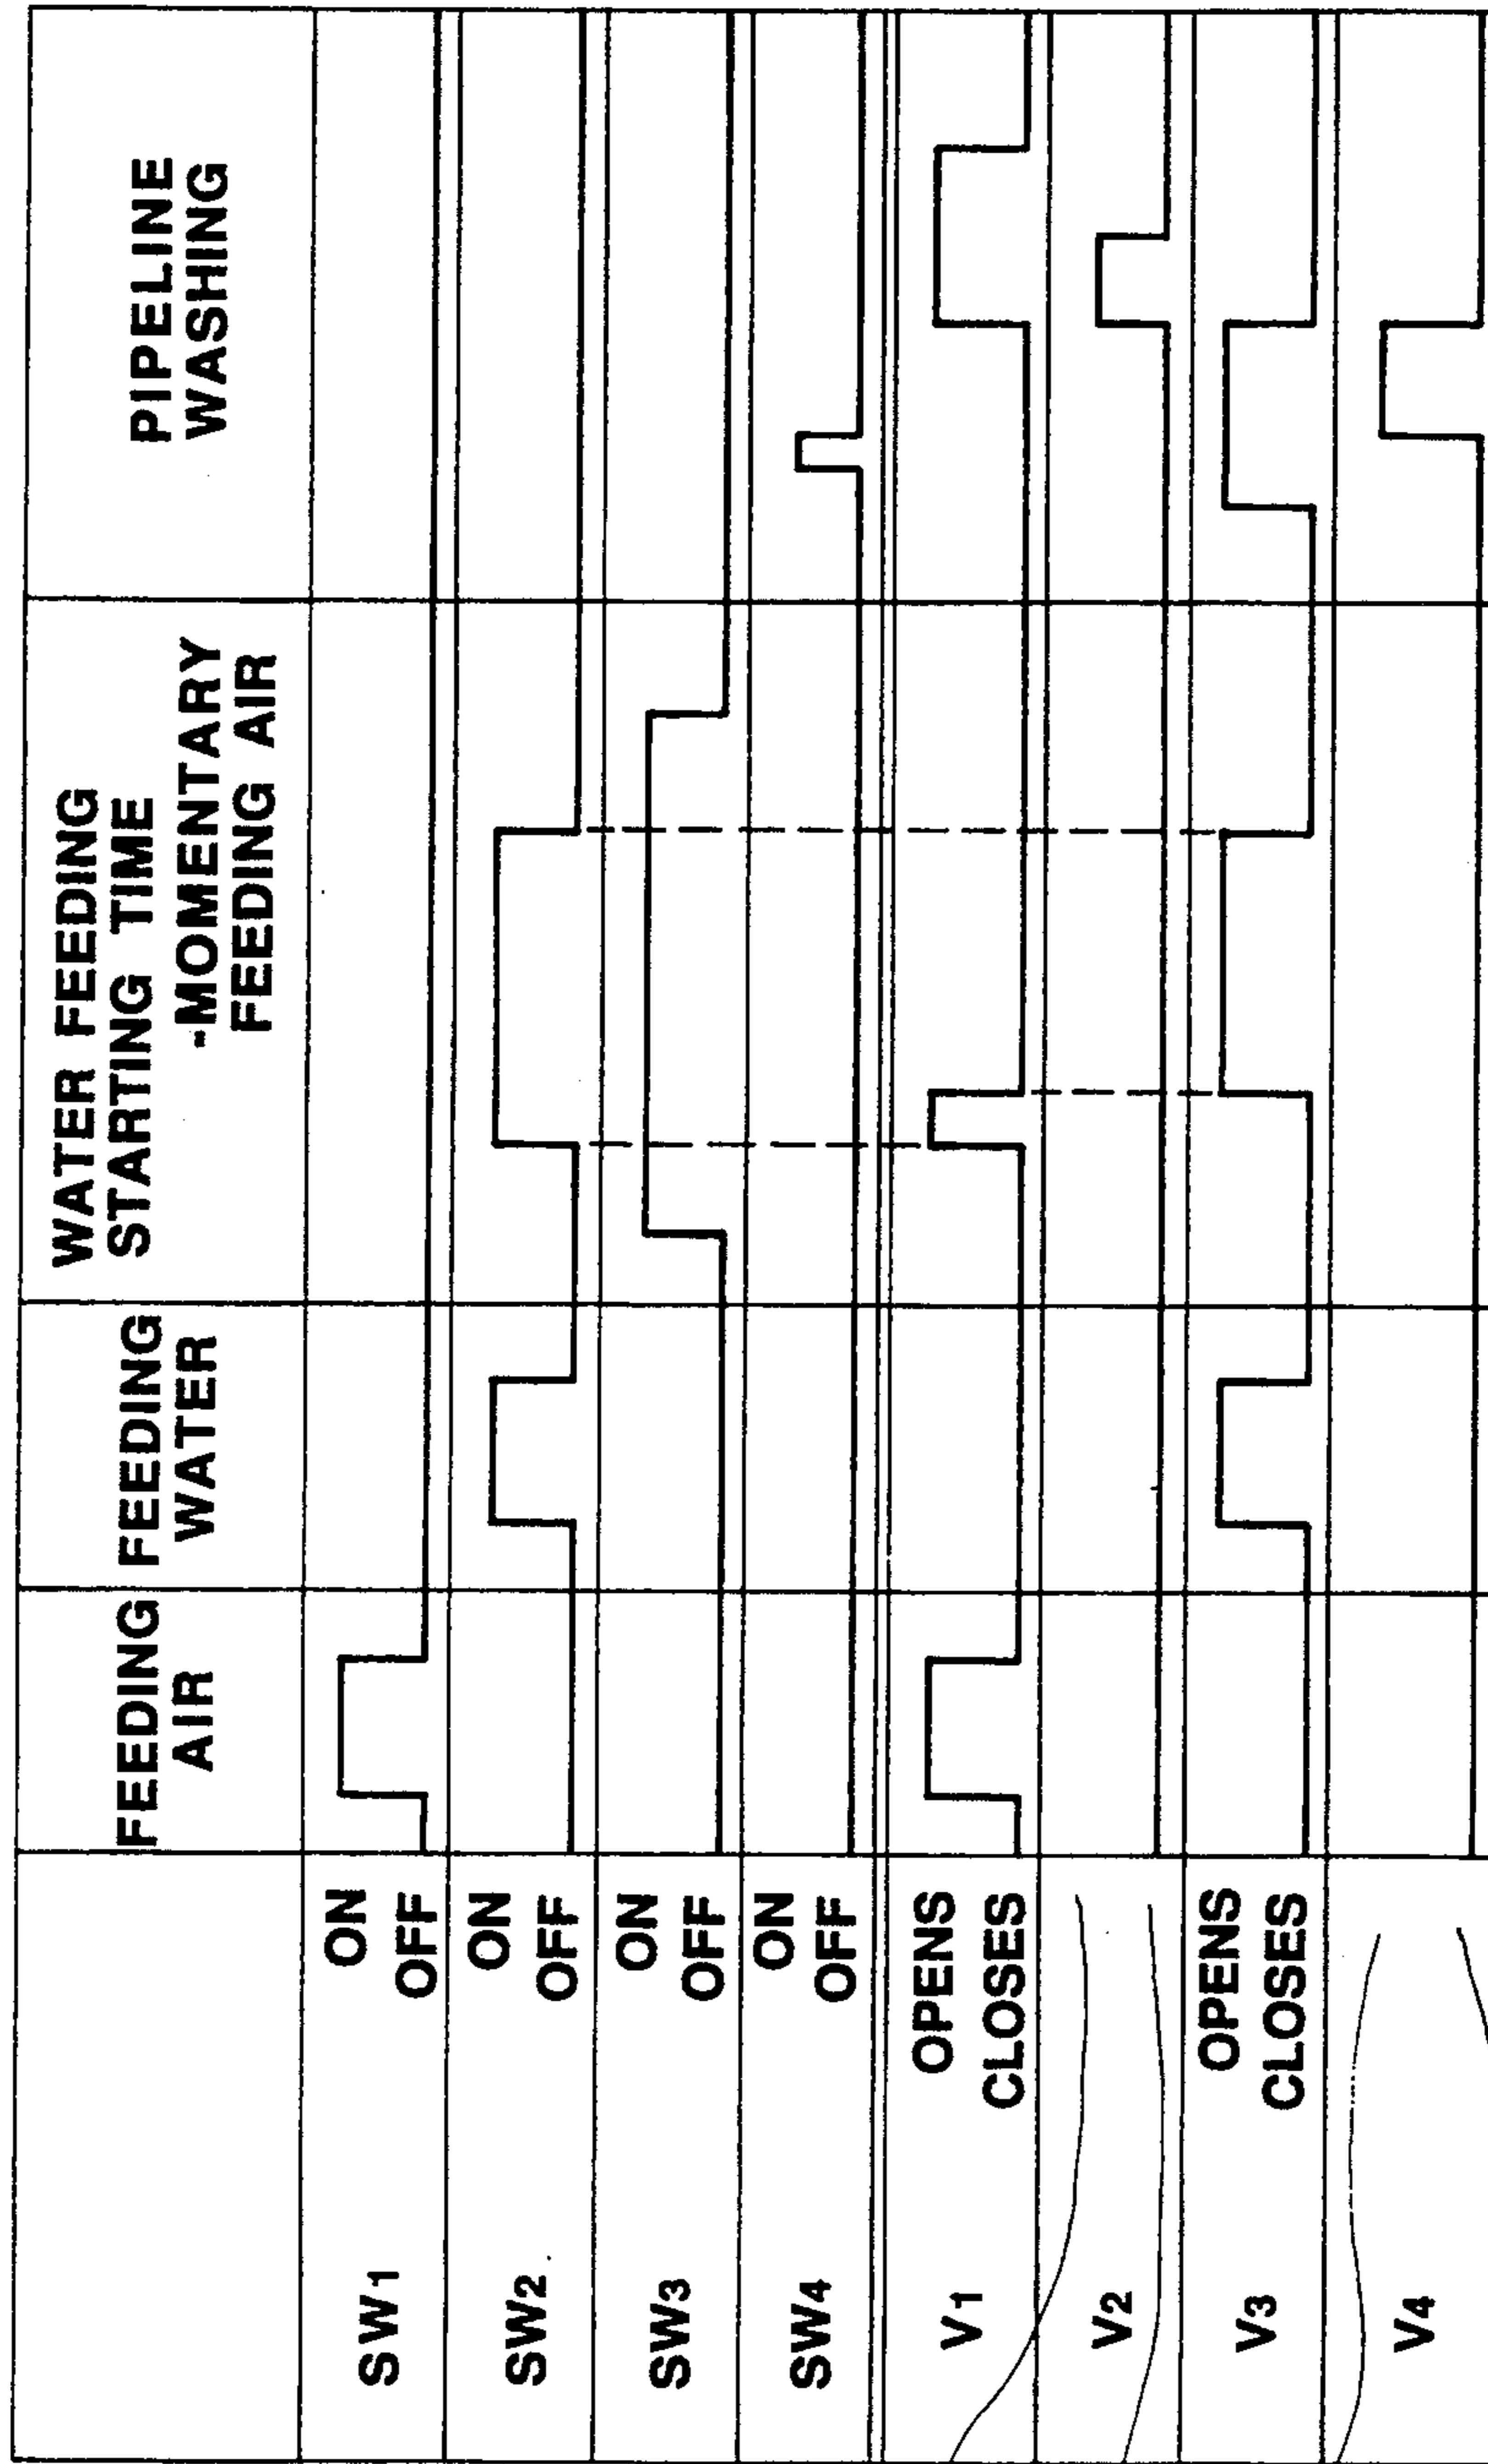 FEEDING
AIR
FEEDING
WATER
WATER FEEDING
STARTING TIME
-MOMENTARY
FEEDING AIR
PIPELINE
WASHING
SW1
ON
OFF
SW2
ON
OFF
SW3
ON
OFF
SW4
ON
OFF
V1
OPENS
CLOSES
V2
V3
OPENS
CLOSES
V4